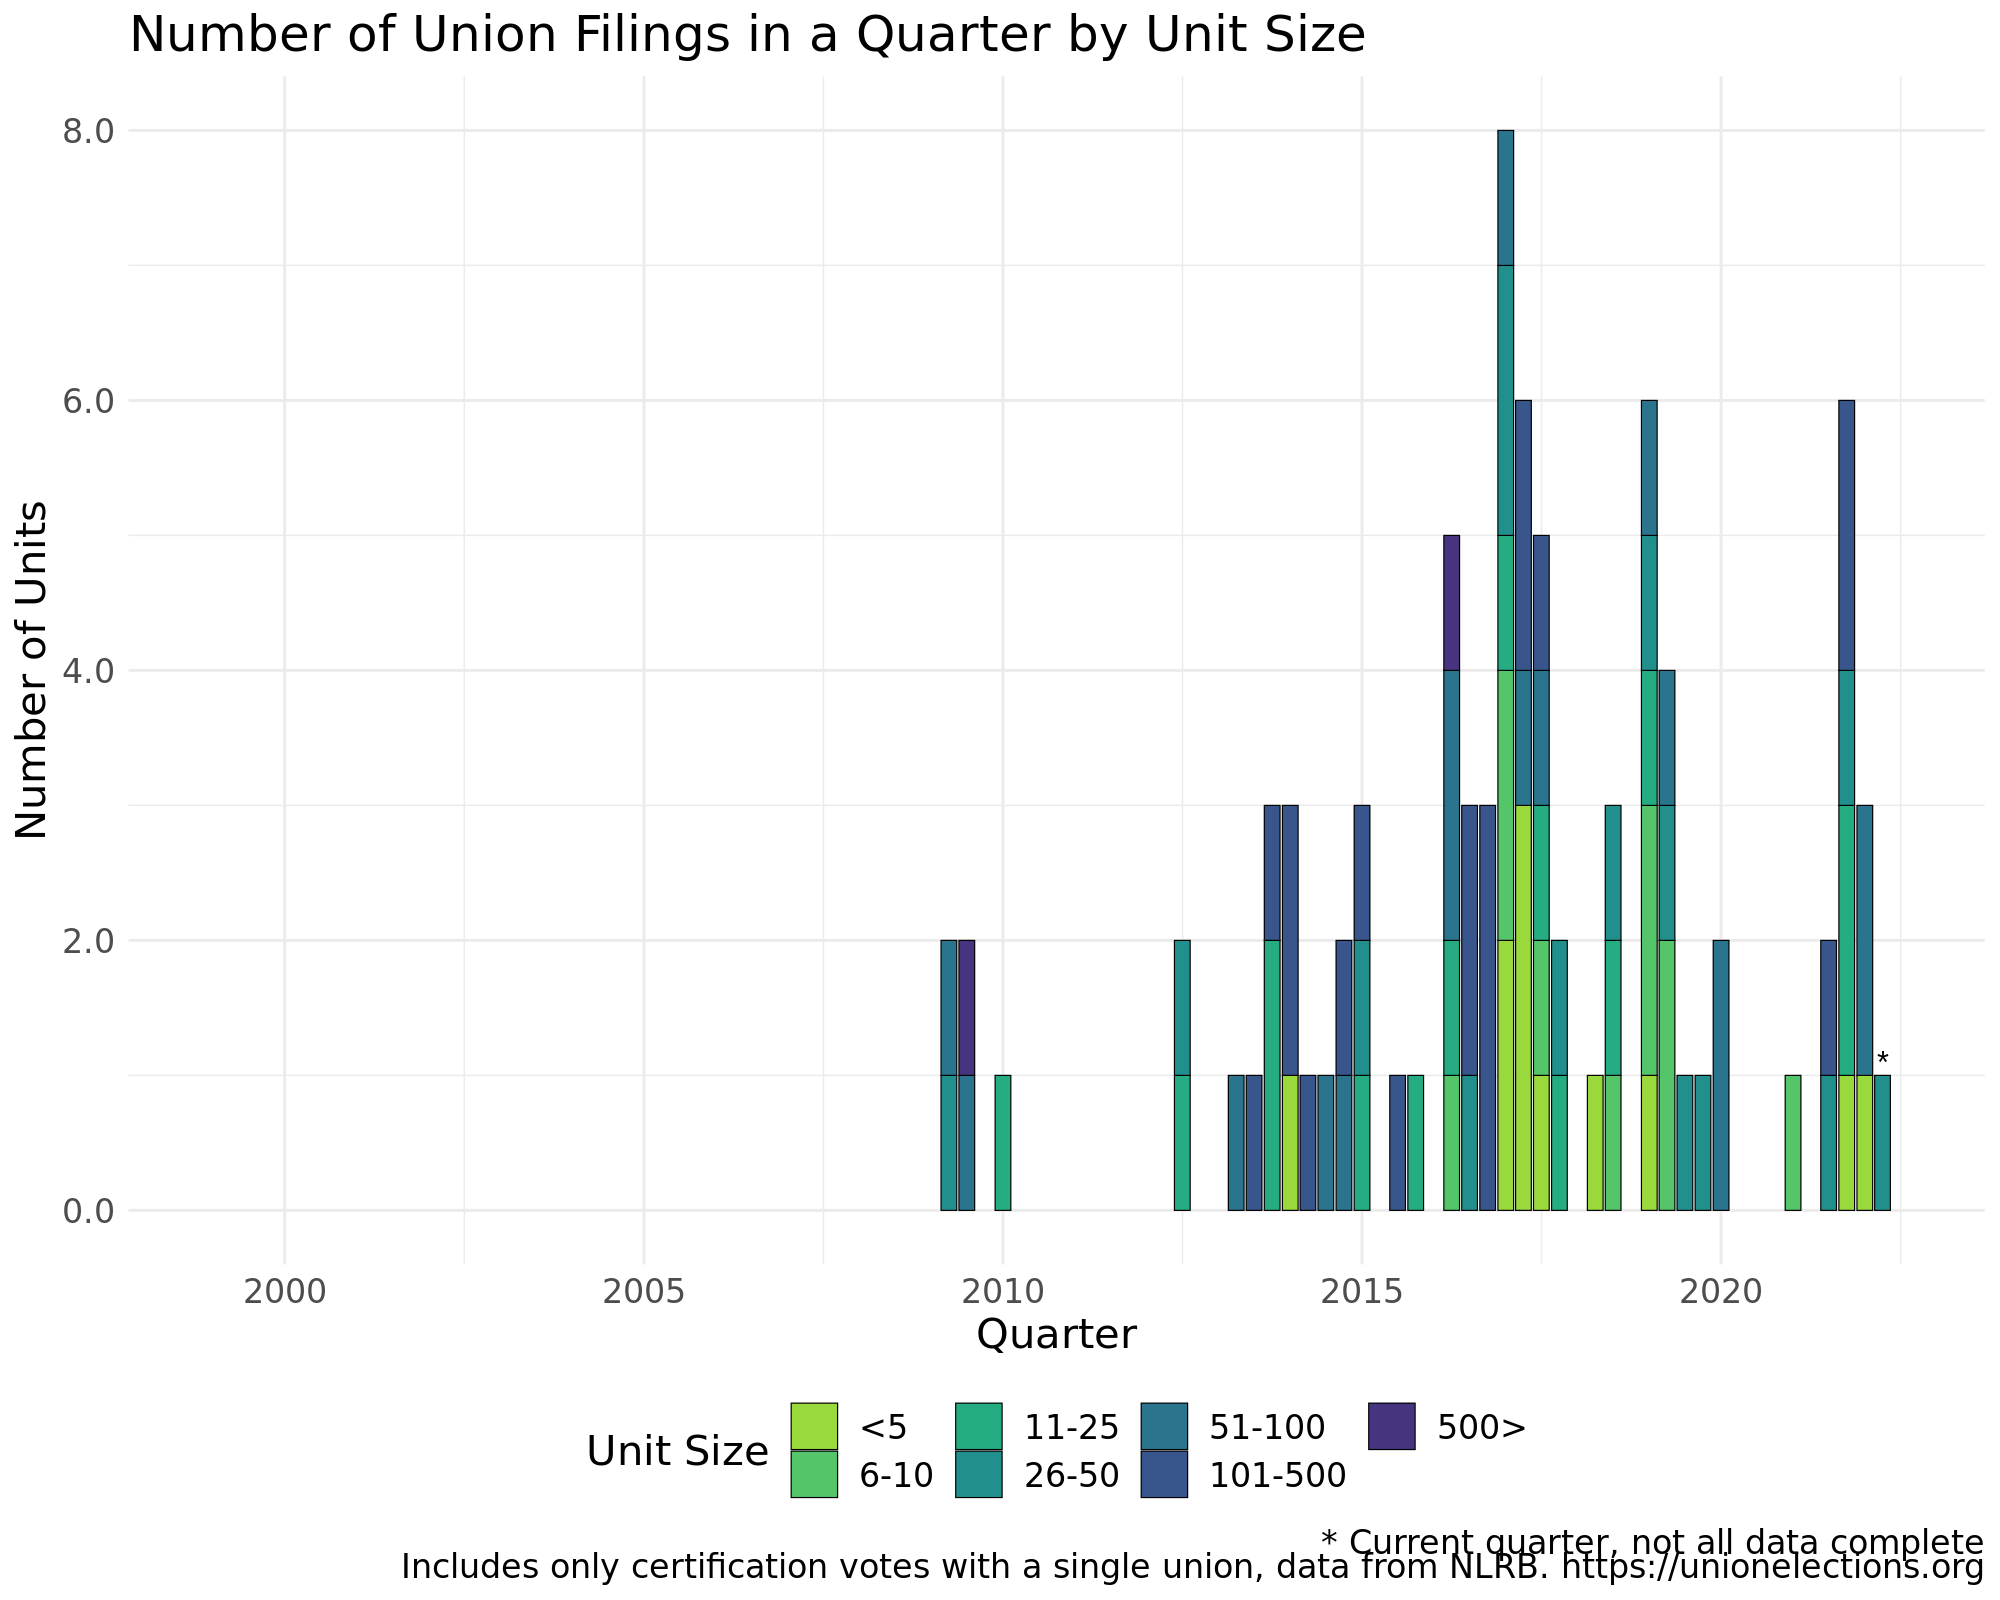 Number of Union Filings in a Quarter by Unit Size
Number of Units
8.0
6.0
4.0
2.0
0.0
*
2000 2005 2010 2015 2020
Quarter
Unit Size
<5 11-25 51-100 500>
6-10 26-50 101-500
* Current quarter, not all data complete
Includes only certification votes with a single union, data from NLRB. https://unionelections.org